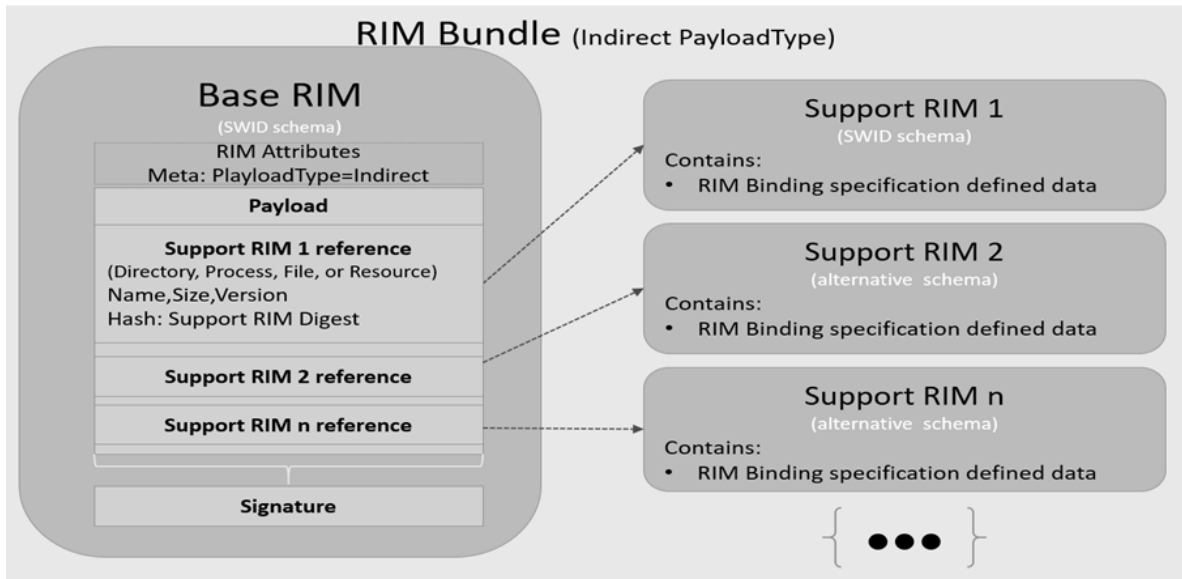 RIM Bundle (Indirect PayloadType)
Base RIM
(SWID schema)
RIM Attributes
Meta: PlayloadType=Indirect
Payload
Support RIM 1 reference
(Directory, Process, File, or Resource)
Name,Size,Version
Hash: Support RIM Digest
Support RIM 2 reference
Support RIM n reference
Signature
Support RIM 1
(SWID schema)
Contains:
• RIM Binding specification defined data
Support RIM 2
(alternative schema)
Contains:
• RIM Binding specification defined data
Support RIM n
(alternative schema)
Contains:
• RIM Binding specification defined data
{ ●●● }